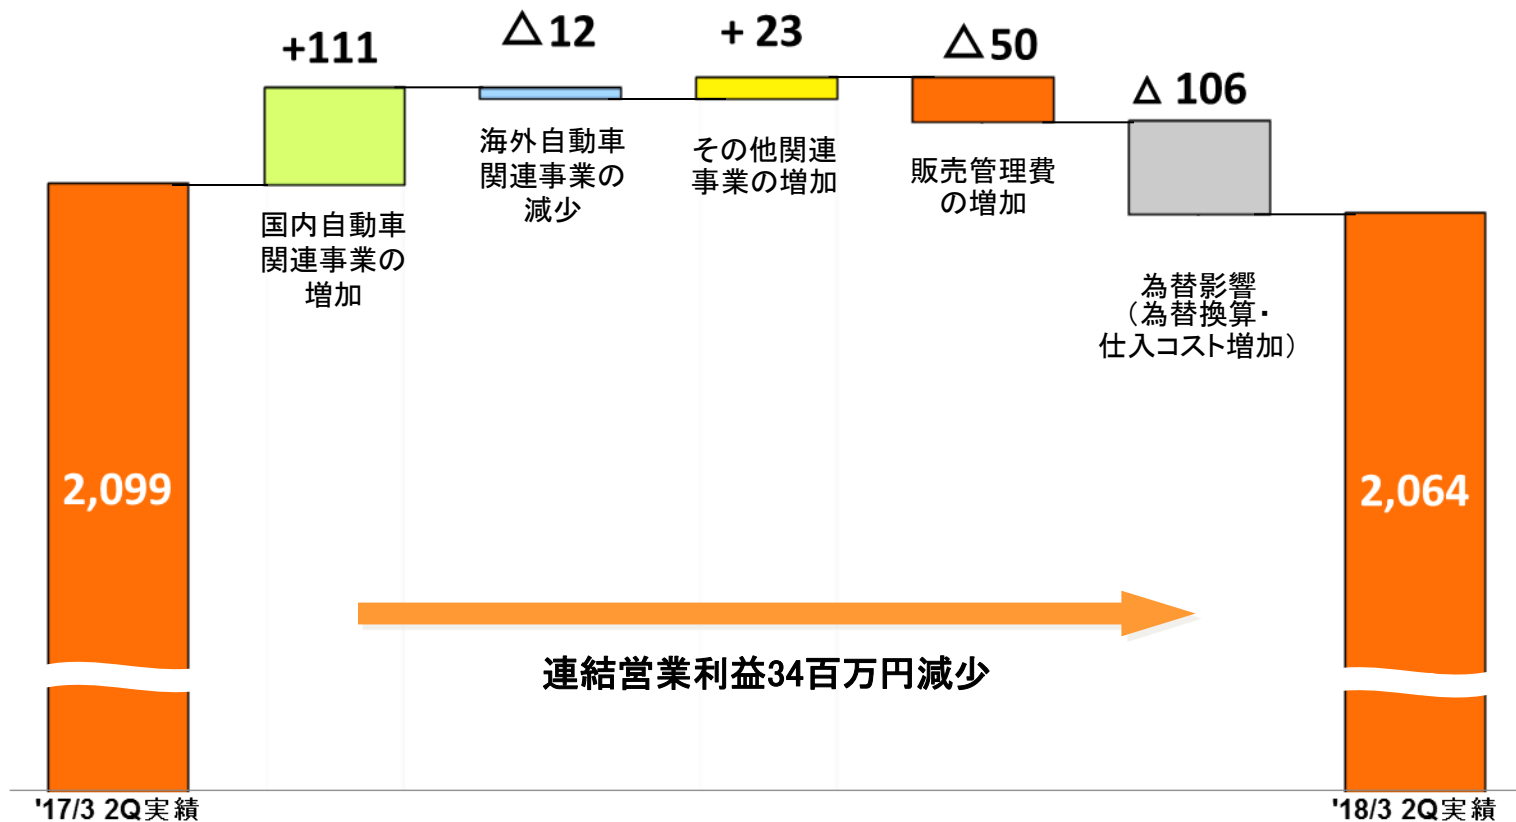 +111
国内自動車
関連事業の
増加
△12
海外自動車
関連事業の
減少
+ 23
その他関連
事業の増加
△50
販売管理費
の増加
△ 106
為替影響
（為替換算・
仕入コスト増加）
2,099
2,064
連結営業利益34百万円減少
'17/3 2Q実績
'18/3 2Q実績